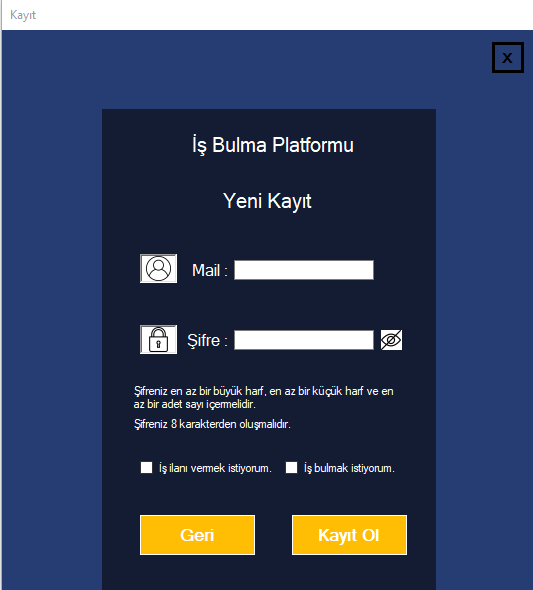 Kayıt
X
İş Bulma Platformu
Yeni Kayıt
Mail :
Şifre :
Şifreniz en az bir büyük harf, en az bir küçük harf ve en
az bir adet sayı içermelidir.
Şifreniz 8 karakterden oluşmalıdır.
İş ilanı vermek istiyorum. İş bulmak istiyorum.
Geri Kayıt Ol